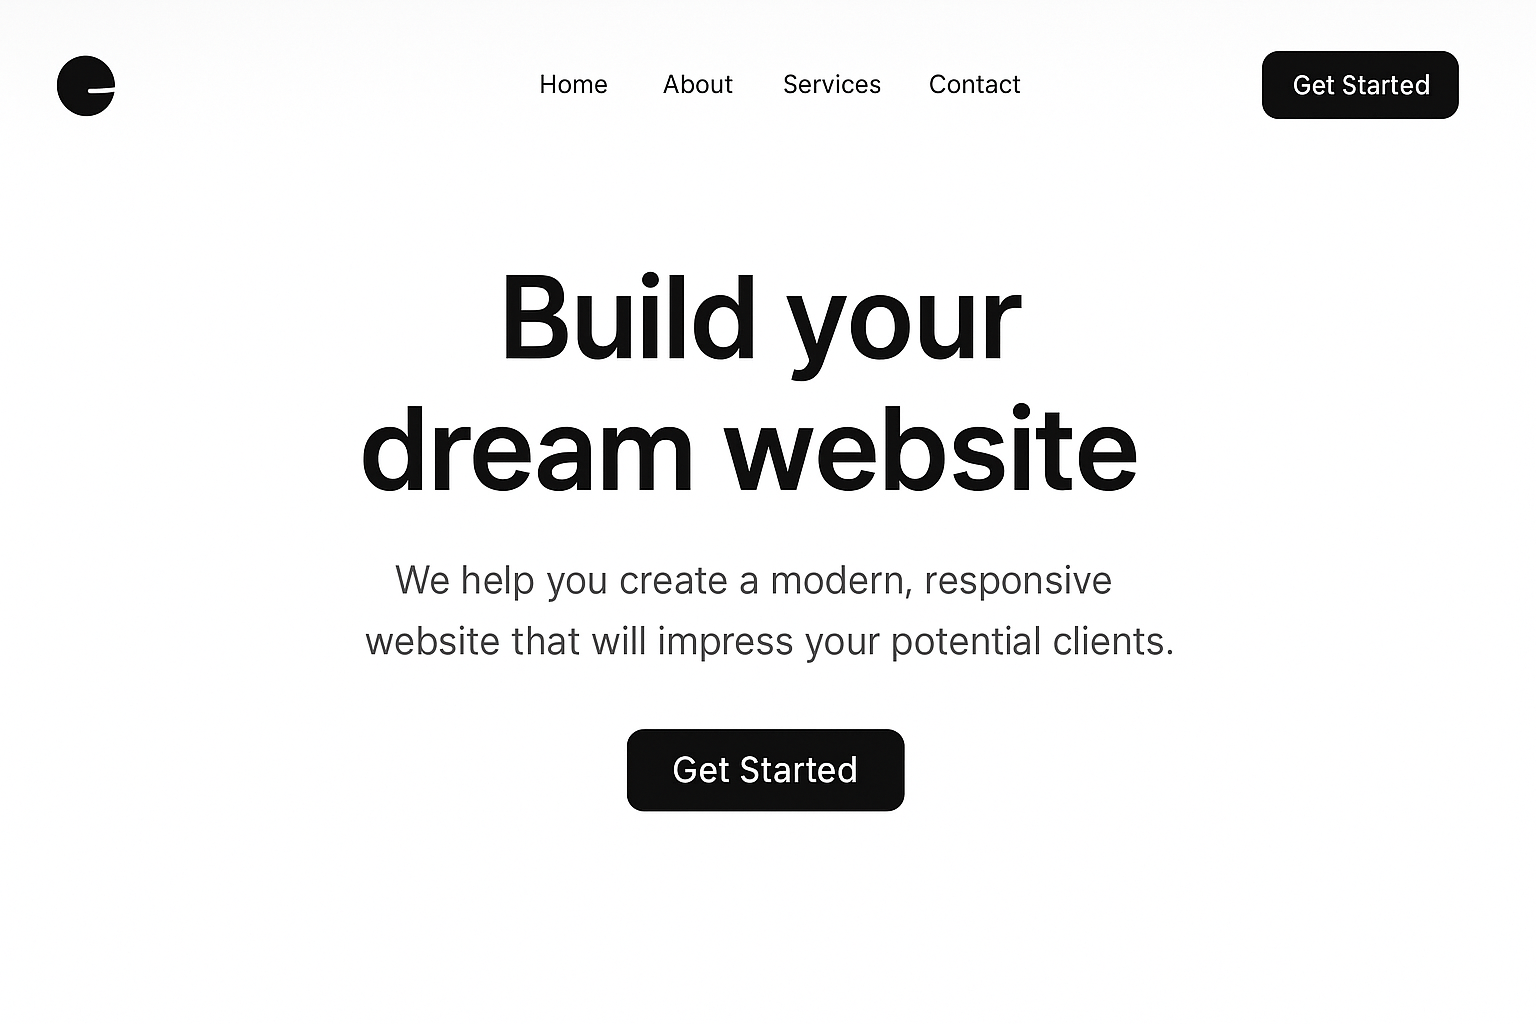 Home About Services Contact Get Started
Build your
dream website
We help you create a modern, responsive
website that will impress your potential clients.
Get Started